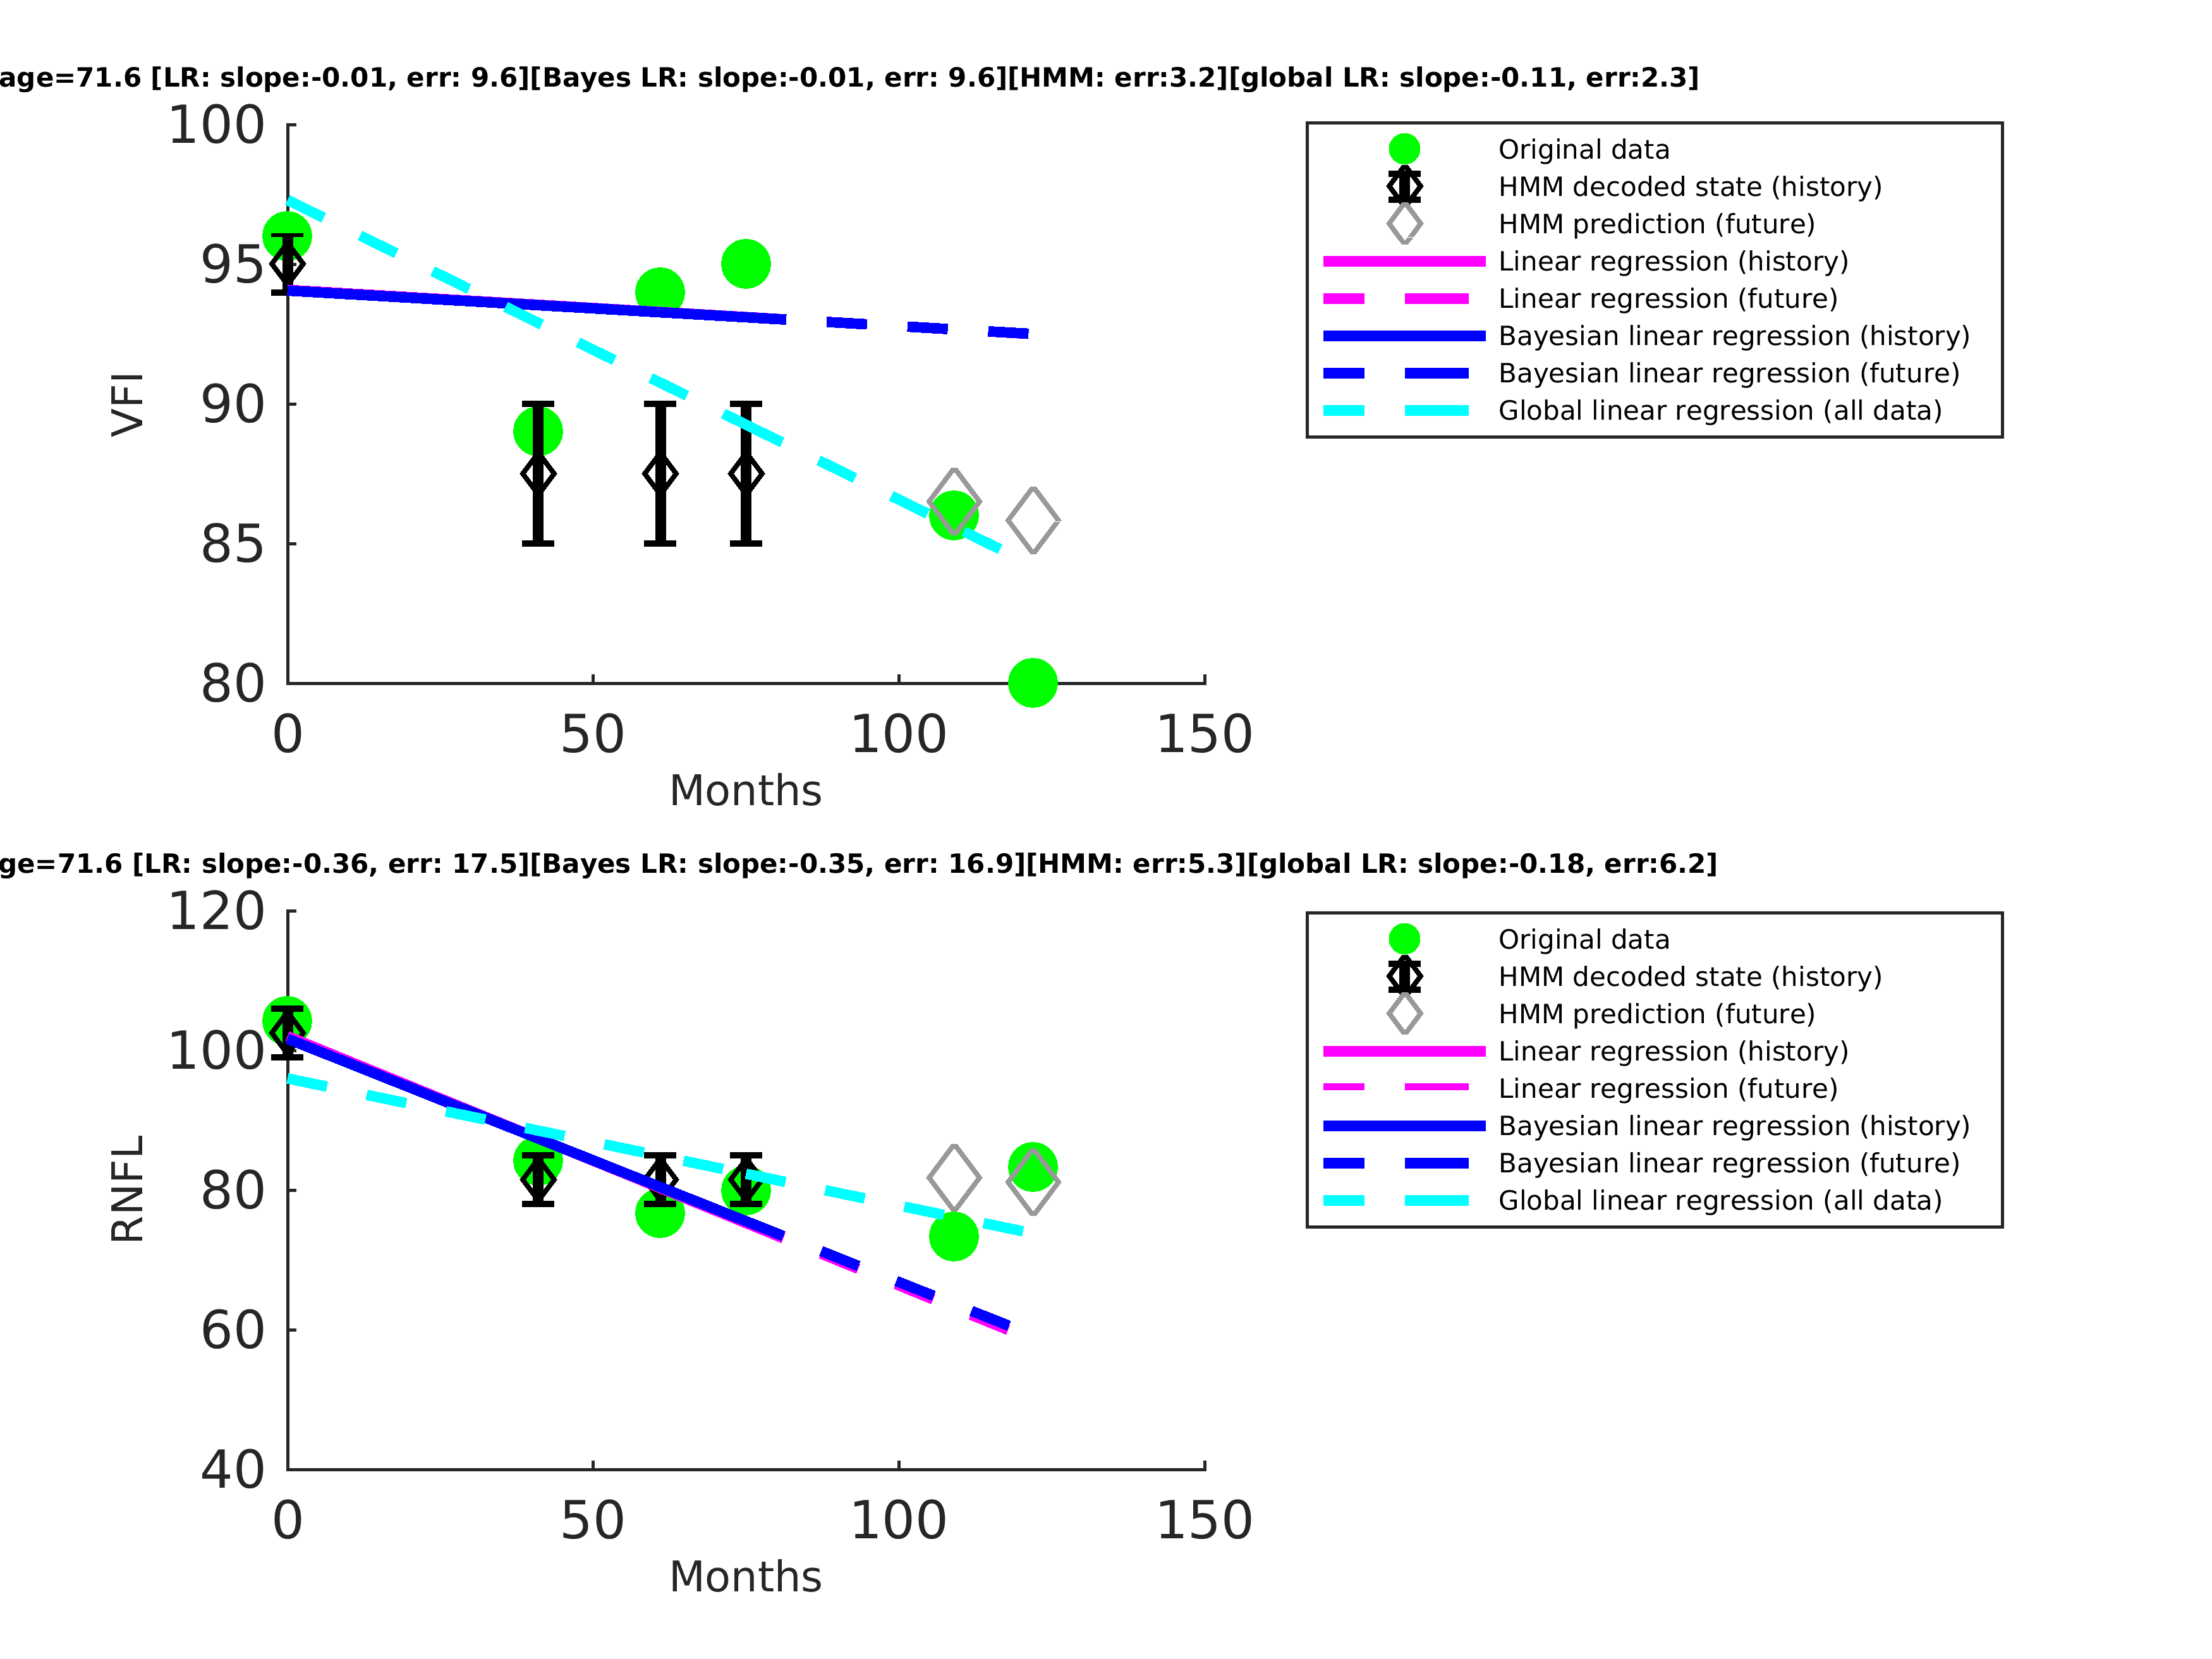 age=71.6 [LR: slope:-0.01, err: 9.6][Bayes LR: slope:-0.01, err: 9.6][HMM: err:3.2][global LR: slope:-0.11, err:2.3]
100
95
90
85
80
VFI
0 50 100 150
Months
Original data
HMM decoded state (history)
HMM prediction (future)
Linear regression (history)
Linear regression (future)
Bayesian linear regression (history)
Bayesian linear regression (future)
Global linear regression (all data)
ge=71.6 [LR: slope:-0.36, err: 17.5][Bayes LR: slope:-0.35, err: 16.9][HMM: err:5.3][global LR: slope:-0.18, err:6.2]
120
100
80
60
40
RNFL
0 50 100 150
Months
Original data
HMM decoded state (history)
HMM prediction (future)
Linear regression (history)
Linear regression (future)
Bayesian linear regression (history)
Bayesian linear regression (future)
Global linear regression (all data)